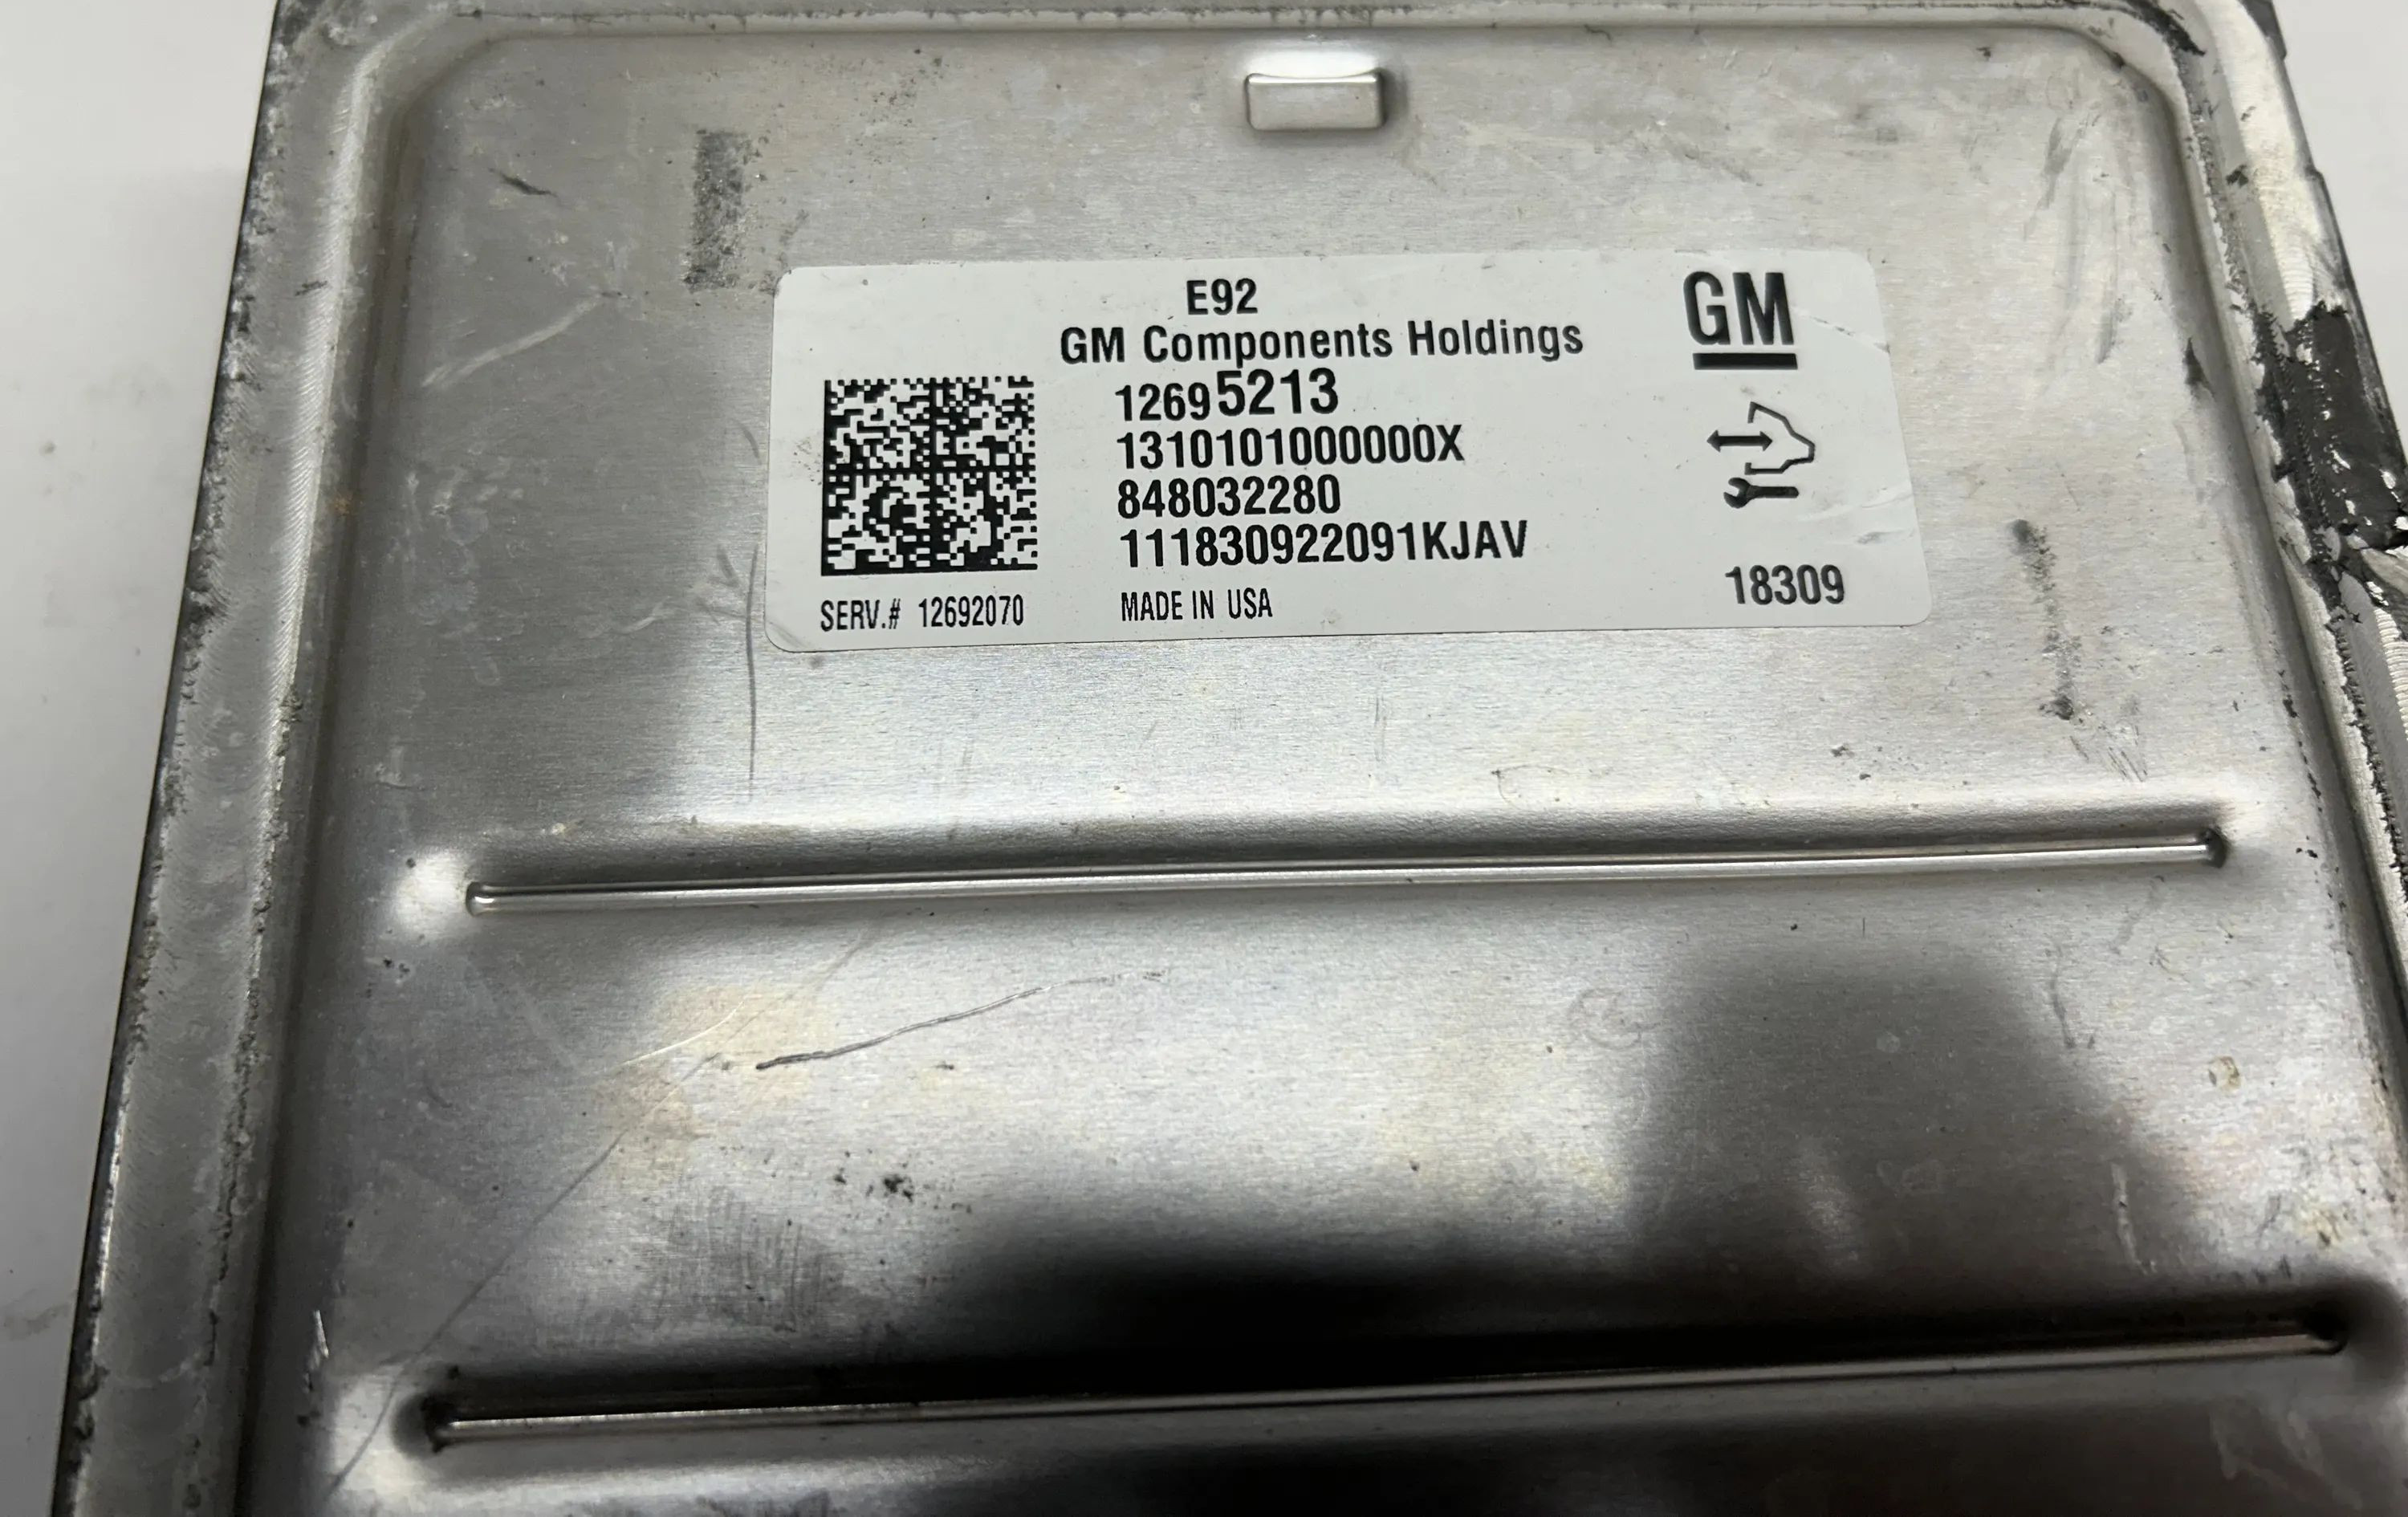 E92
GM
GM Components Holdings
12695213
1310101000000X
848032280
111830922091KJAV
SERV.# 12692070
MADE IN USA
18309